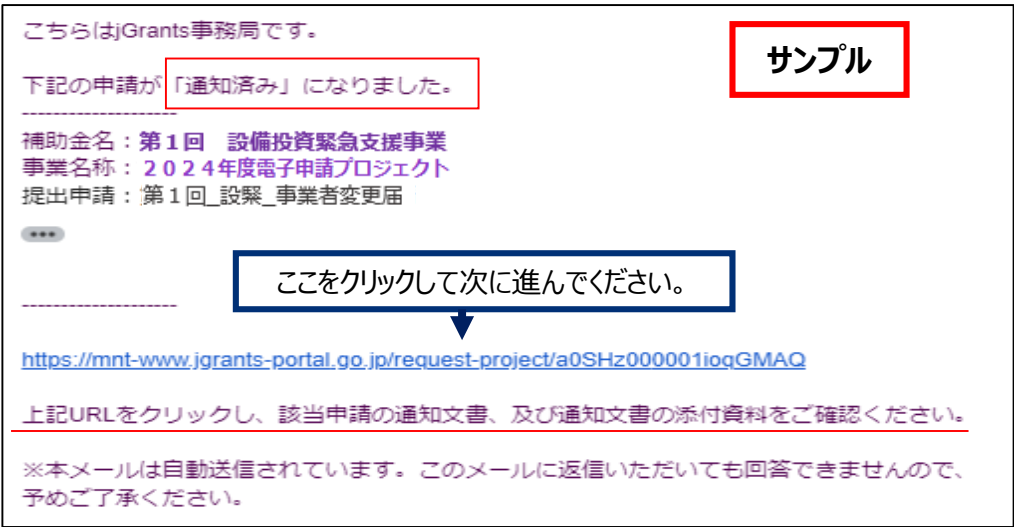 こちらはjGrants事務局です。
サンプル
下記の申請が「通知済み」になりました。
--------------------
補助金名：第１回　設備投資緊急支援事業
事業名称：２０２４年度電子申請プロジェクト
提出申請：第１回_設緊_事業者変更届
•••
ここをクリックして次に進んでください。
--------------------
https://mnt-www.jgrants-portal.go.jp/request-project/a0SHz000001ioqGMAQ
上記URLをクリックし、該当申請の通知文書、及び通知文書の添付資料をご確認ください。
※本メールは自動送信されています。このメールに返信いただいても回答できませんので、
予めご了承ください。